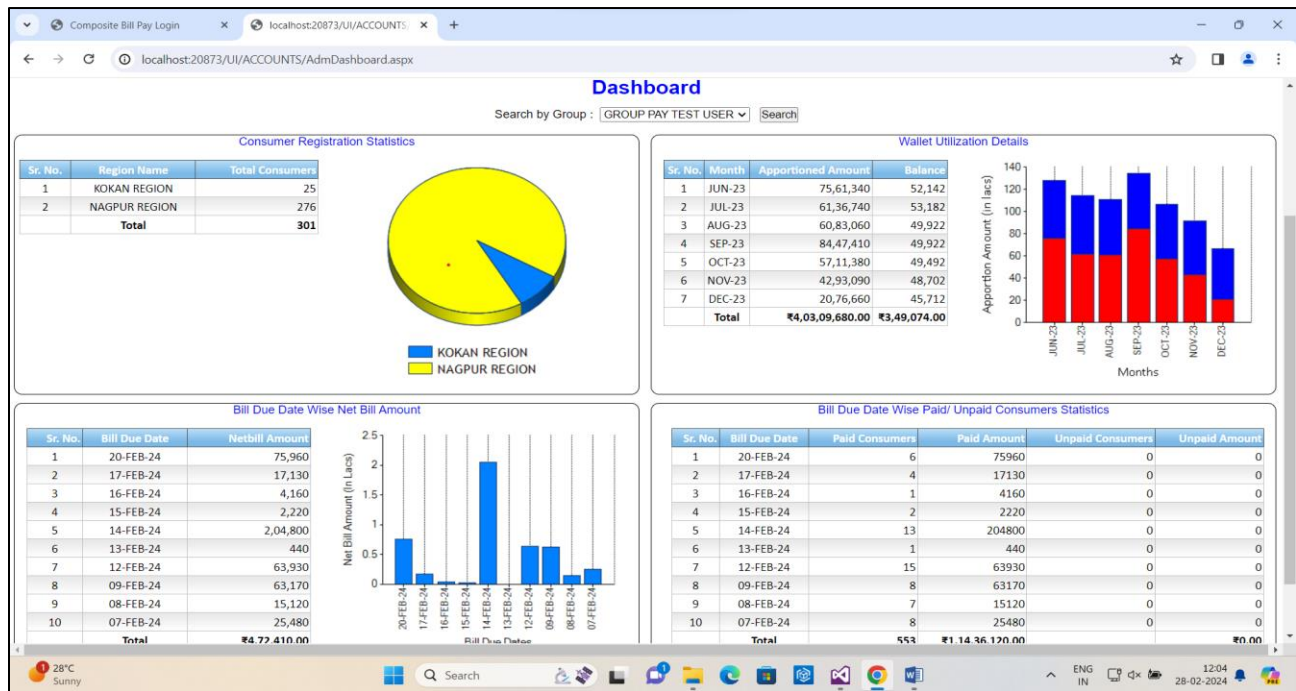 Composite Bill Pay Login
localhost:20873/UI/ACCOUNTS
localhost:20873/UI/ACCOUNTS/AdmDashboard.aspx
Dashboard
Search by Group : GROUP PAY TEST USER Search
Consumer Registration Statistics
Sr. No. Region Name Total Consumers
1 KOKAN REGION 25
2 NAGPUR REGION 276
Total 301
KOKAN REGION
NAGPUR REGION
Wallet Utilization Details
Sr. No. Month Apportioned Amount Balance
1 JUN-23 75,61,340 52,142
2 JUL-23 61,36,740 53,182
3 AUG-23 60,83,060 49,922
4 SEP-23 84,47,410 49,922
5 OCT-23 57,11,380 49,492
6 NOV-23 42,93,090 48,702
7 DEC-23 20,76,660 45,712
Total ₹4,03,09,680.00 ₹3,49,074.00
Apportion Amount (in lacs)
140
120
100
80
60
40
20
0
JUN-23 JUL-23 AUG-23 SEP-23 OCT-23 NOV-23 DEC-23
Months
Bill Due Date Wise Net Bill Amount
Sr. No. Bill Due Date Netbill Amount
1 20-FEB-24 75,960
2 17-FEB-24 17,130
3 16-FEB-24 4,160
4 15-FEB-24 2,220
5 14-FEB-24 2,04,800
6 13-FEB-24 440
7 12-FEB-24 63,930
8 09-FEB-24 63,170
9 08-FEB-24 15,120
10 07-FEB-24 25,480
Total ₹4,72,410.00
Net Bill Amount (In Lacs)
2.5
2
1.5
1
0.5
0
20-FEB-24 17-FEB-24 16-FEB-24 15-FEB-24 14-FEB-24 13-FEB-24 12-FEB-24 09-FEB-24 08-FEB-24 07-FEB-24
Bill Due Dates
Bill Due Date Wise Paid/ Unpaid Consumers Statistics
Sr. No. Bill Due Date Paid Consumers Paid Amount Unpaid Consumers Unpaid Amount
1 20-FEB-24 6 75960 0 0
2 17-FEB-24 4 17130 0 0
3 16-FEB-24 1 4160 0 0
4 15-FEB-24 2 2220 0 0
5 14-FEB-24 13 204800 0 0
6 13-FEB-24 1 440 0 0
7 12-FEB-24 15 63930 0 0
8 09-FEB-24 8 63170 0 0
9 08-FEB-24 7 15120 0 0
10 07-FEB-24 8 25480 0 0
Total 553 ₹1,14,36,120.00 ₹0.00
1
28°C
Sunny
Search
ENG
IN
12:04
28-02-2024